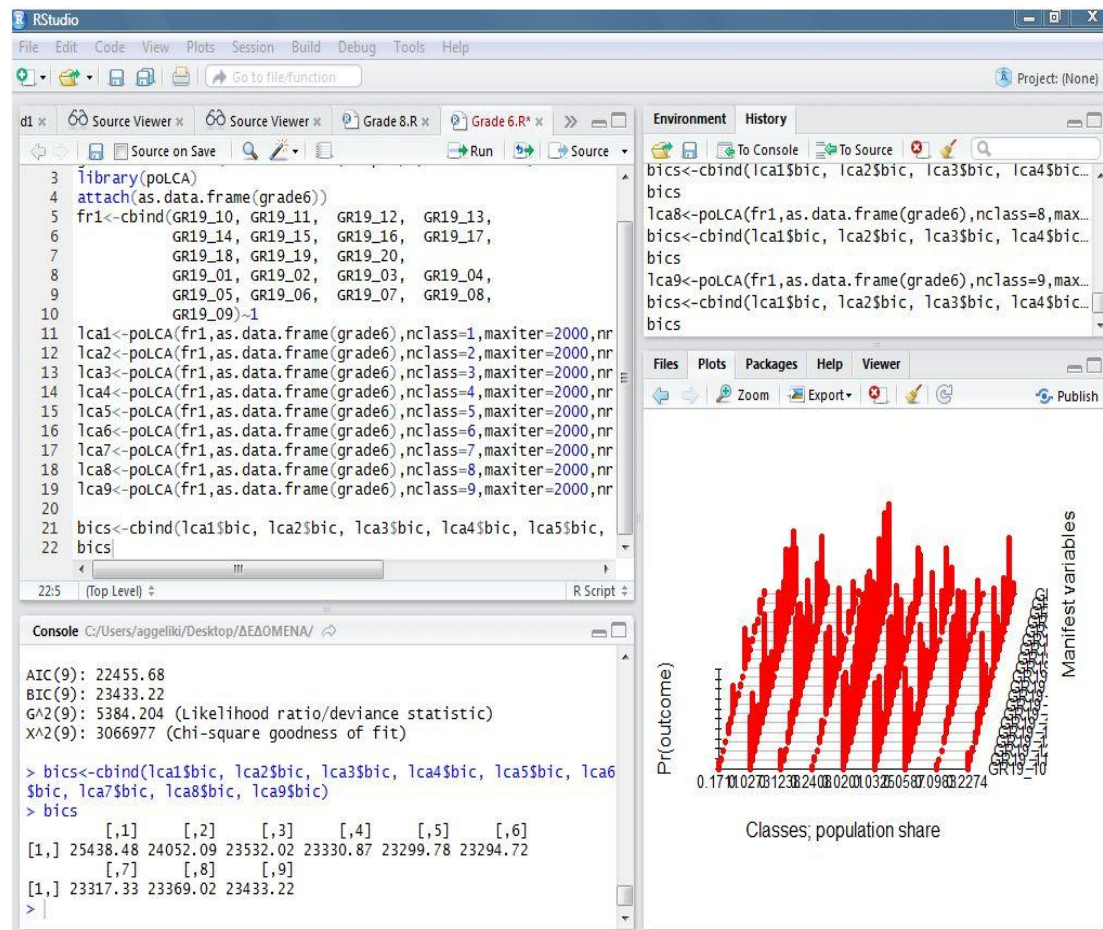 RStudio
File Edit Code View Plots Session Build Debug Tools Help
Go to file/function
Project: (None)
d1 × Source Viewer × Source Viewer × Grade 8.R × Grade 6.R* ×
Source on Save Run Source
3 library(poLCA)
4 attach(as.data.frame(grade6))
5 fr1<-cbind(GR19_10, GR19_11, GR19_12, GR19_13,
6 GR19_14, GR19_15, GR19_16, GR19_17,
7 GR19_18, GR19_19, GR19_20,
8 GR19_01, GR19_02, GR19_03, GR19_04,
9 GR19_05, GR19_06, GR19_07, GR19_08,
10 GR19_09)~1
11 lca1<-poLCA(fr1,as.data.frame(grade6),nclass=1,maxiter=2000,nr
12 lca2<-poLCA(fr1,as.data.frame(grade6),nclass=2,maxiter=2000,nr
13 lca3<-poLCA(fr1,as.data.frame(grade6),nclass=3,maxiter=2000,nr
14 lca4<-poLCA(fr1,as.data.frame(grade6),nclass=4,maxiter=2000,nr
15 lca5<-poLCA(fr1,as.data.frame(grade6),nclass=5,maxiter=2000,nr
16 lca6<-poLCA(fr1,as.data.frame(grade6),nclass=6,maxiter=2000,nr
17 lca7<-poLCA(fr1,as.data.frame(grade6),nclass=7,maxiter=2000,nr
18 lca8<-poLCA(fr1,as.data.frame(grade6),nclass=8,maxiter=2000,nr
19 lca9<-poLCA(fr1,as.data.frame(grade6),nclass=9,maxiter=2000,nr
20
21 bics<-cbind(lca1$bic, lca2$bic, lca3$bic, lca4$bic, lca5$bic,
22 bics
22:5 (Top Level) R Script
Console C:/Users/aggeliki/Desktop/ΔΕΔΟΜΕΝΑ/
AIC(9): 22455.68
BIC(9): 23433.22
G^2(9): 5384.204 (Likelihood ratio/deviance statistic)
X^2(9): 3066977 (Chi-square goodness of fit)
> bics<-cbind(lca1$bic, lca2$bic, lca3$bic, lca4$bic, lca5$bic, lca6
$bic, lca7$bic, lca8$bic, lca9$bic)
> bics
[,1] [,2] [,3] [,4] [,5] [,6]
[1,] 25438.48 24052.09 23532.02 23330.87 23299.78 23294.72
[,7] [,8] [,9]
[1,] 23317.33 23369.02 23433.22
>
Environment History
To Console To Source
bics<-cbind(lca1$bic, lca2$bic, lca3$bic, lca4$bic…
bics
lca8<-poLCA(fr1,as.data.frame(grade6),nclass=8,max…
bics<-cbind(lca1$bic, lca2$bic, lca3$bic, lca4$bic…
bics
lca9<-poLCA(fr1,as.data.frame(grade6),nclass=9,max…
bics<-cbind(lca1$bic, lca2$bic, lca3$bic, lca4$bic…
bics
Files Plots Packages Help Viewer
Zoom Export Publish
Manifest variables
Pr(outcome)
GR19_10
Classes; population share